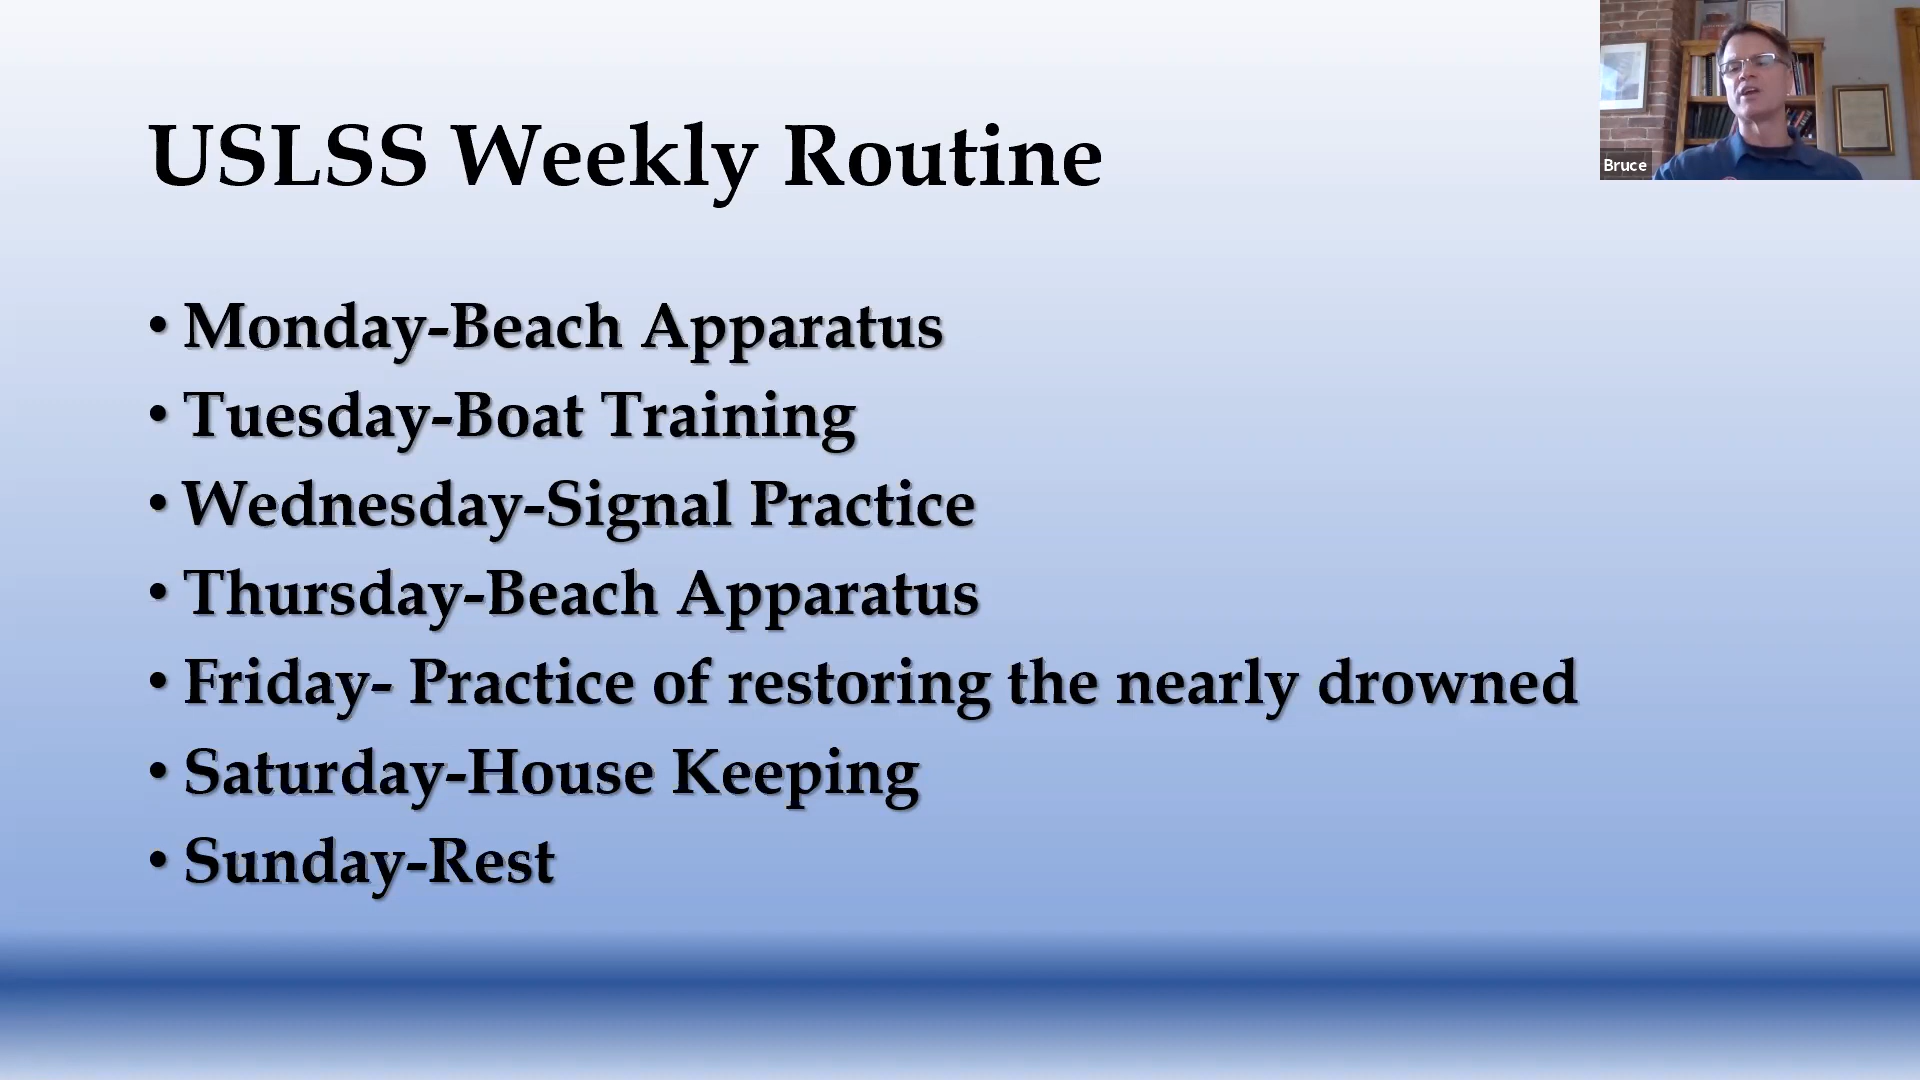 USLSS Weekly Routine
• Monday-Beach Apparatus
• Tuesday-Boat Training
• Wednesday-Signal Practice
• Thursday-Beach Apparatus
• Friday- Practice of restoring the nearly drowned
• Saturday-House Keeping
• Sunday-Rest
Bruce